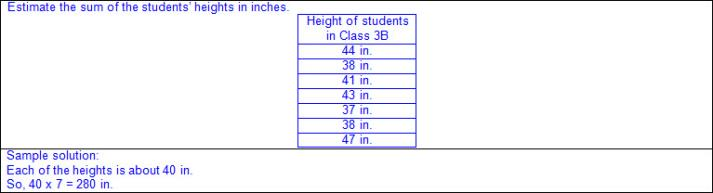 Estimate the sum of the students' heights in inches.
Height of students
in Class 3B
44 in.
38 in.
41 in.
43 in.
37 in.
38 in.
47 in.
Sample solution:
Each of the heights is about 40 in.
So, 40 x 7 = 280 in.